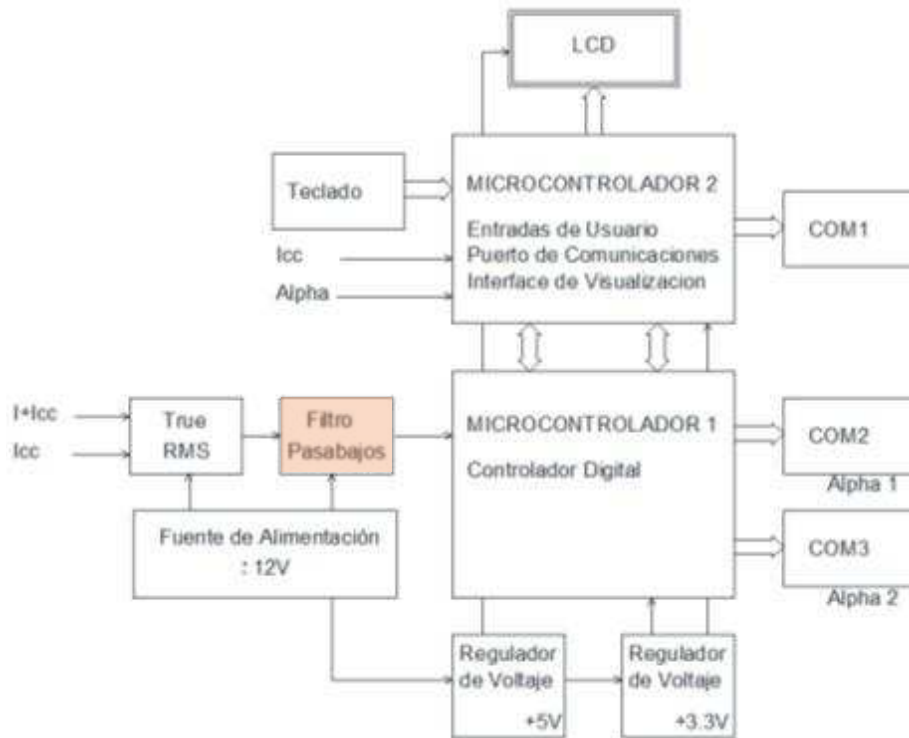 LCD
MICROCONTROLADOR 2
Teclado
Entradas de Usuario
COM1
Icc
Puerto de Comunicaciones
Alpha
Interface de Visualizacion
I+Icc
True
RMS
Filtro
Pasabajos
MICROCONTROLADOR 1
COM2
Icc
Controlador Digital
Alpha 1
Fuente de Alimentación
: 12V
COM3
Alpha 2
Regulador
de Voltaje
+5V
Regulador
de Voltaje
+3.3V